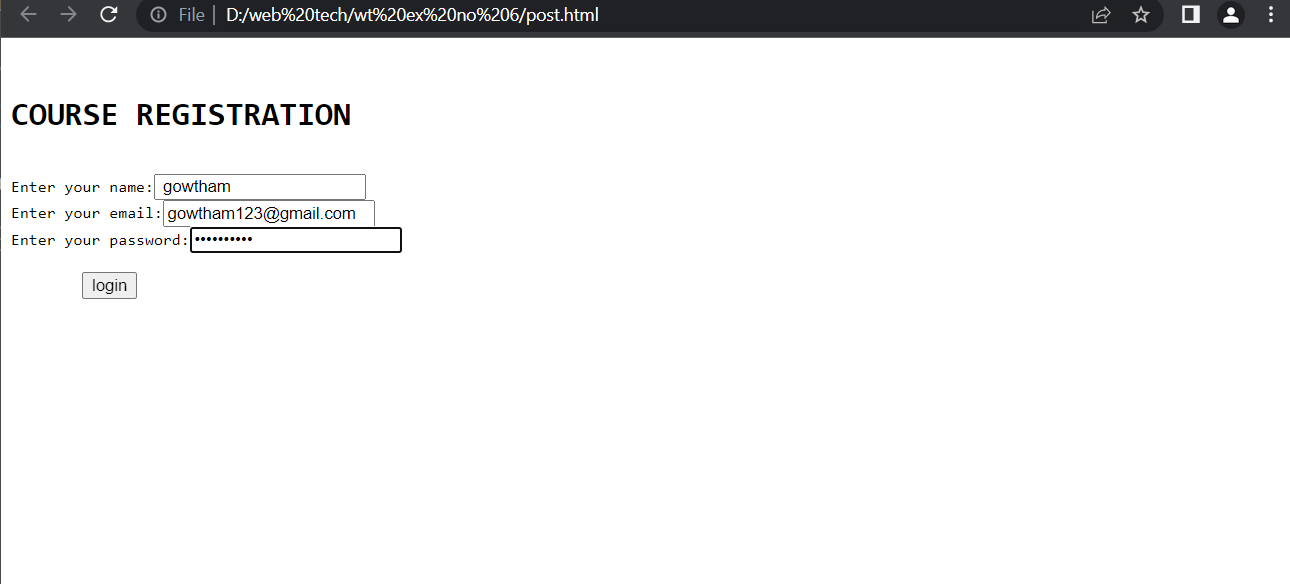 File D:/web%20tech/wt%20ex%20no%206/post.html
COURSE REGISTRATION
Enter your name: gowtham
Enter your email: gowtham123@gmail.com
Enter your password: ••••••••••
login